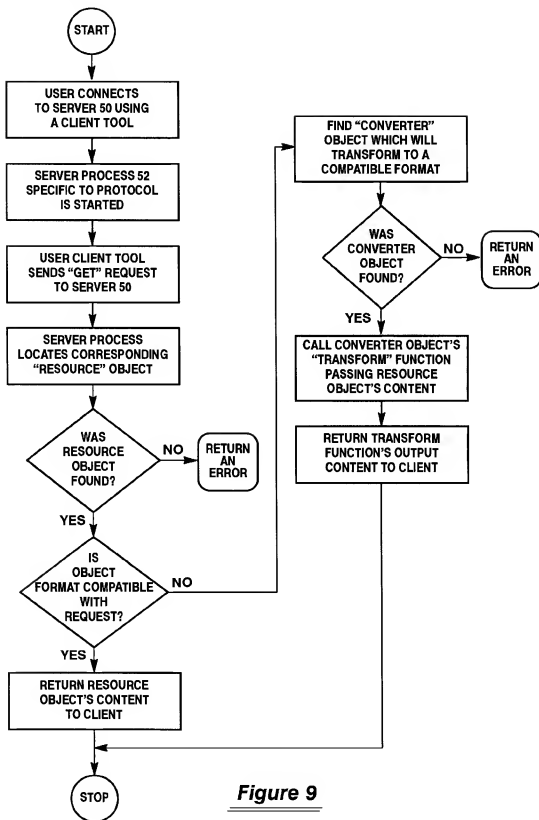 START
USER CONNECTS
TO SERVER 50 USING
A CLIENT TOOL
SERVER PROCESS 52
SPECIFIC TO PROTOCOL
IS STARTED
USER CLIENT TOOL
SENDS “GET” REQUEST
TO SERVER 50
SERVER PROCESS
LOCATES CORRESPONDING
“RESOURCE” OBJECT
WAS
RESOURCE
OBJECT
FOUND?
NO
RETURN
AN
ERROR
YES
IS
OBJECT
FORMAT COMPATIBLE
WITH
REQUEST?
NO
YES
RETURN RESOURCE
OBJECT'S CONTENT
TO CLIENT
STOP
FIND “CONVERTER”
OBJECT WHICH WILL
TRANSFORM TO A
COMPATIBLE FORMAT
WAS
CONVERTER
OBJECT
FOUND?
NO
RETURN
AN
ERROR
YES
CALL CONVERTER OBJECT'S
“TRANSFORM” FUNCTION
PASSING RESOURCE
OBJECT'S CONTENT
RETURN TRANSFORM
FUNCTION'S OUTPUT
CONTENT TO CLIENT
Figure 9